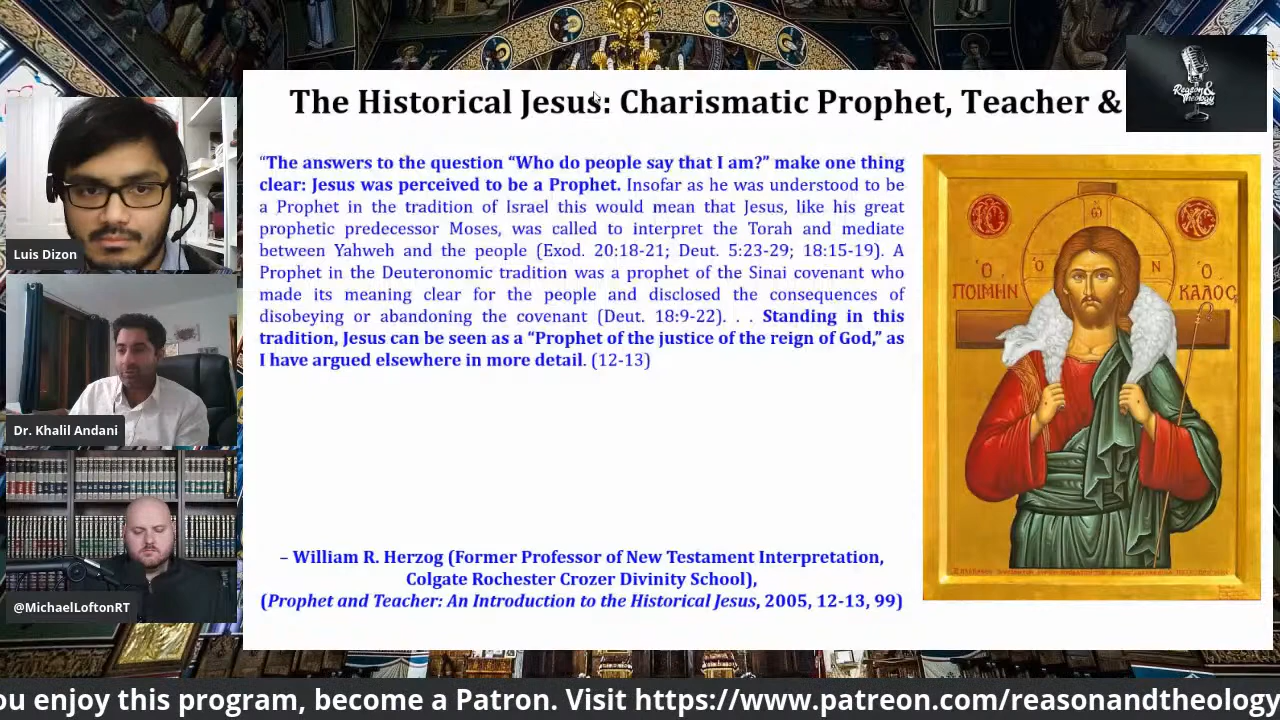 The Historical Jesus: Charismatic Prophet, Teacher &
Reason &
Theology
“The answers to the question “Who do people say that I am?” make one thing
clear: Jesus was perceived to be a Prophet. Insofar as he was understood to be
a Prophet in the tradition of Israel this would mean that Jesus, like his great
prophetic predecessor Moses, was called to interpret the Torah and mediate
between Yahweh and the people (Exod. 20:18-21; Deut. 5:23-29; 18:15-19). A
Prophet in the Deuteronomic tradition was a prophet of the Sinai covenant who
made its meaning clear for the people and disclosed the consequences of
disobeying or abandoning the covenant (Deut. 18:9-22). . . Standing in this
tradition, Jesus can be seen as a “Prophet of the justice of the reign of God,” as
I have argued elsewhere in more detail. (12-13)
– William R. Herzog (Former Professor of New Testament Interpretation,
Colgate Rochester Crozer Divinity School),
(Prophet and Teacher: An Introduction to the Historical Jesus, 2005, 12-13, 99)
Ὁ Ν
Ὁ Ὁ
ΠΟΙΜΗΝ ΚΑΛΟC
Luis Dizon
Dr. Khalil Andani
@MichaelLoftonRT
ou enjoy this program, become a Patron. Visit https://www.patreon.com/reasonandtheology